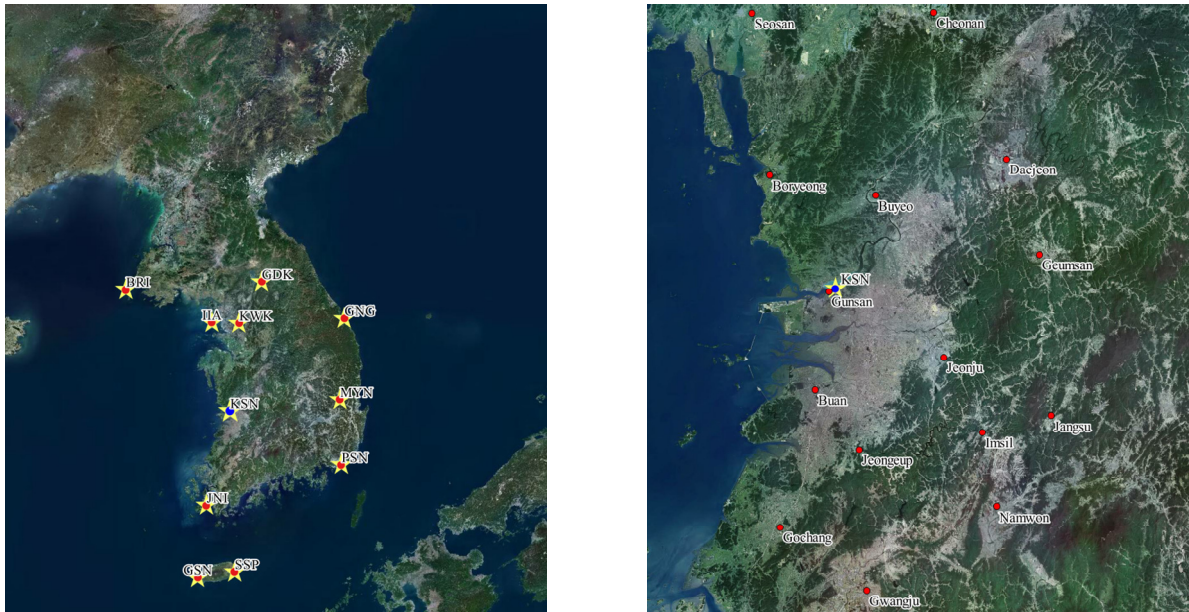 BRI
GDK
IIA
KWK
GNG
KSN
MYN
PSN
JNI
GSN
SSP
Seosan
Cheonan
Daejeon
Boryeong
Buyeo
Geumsan
KSN
Gunsan
Jeonju
Buan
Jangsu
Imsil
Jeongeup
Namwon
Gochang
Gwangju